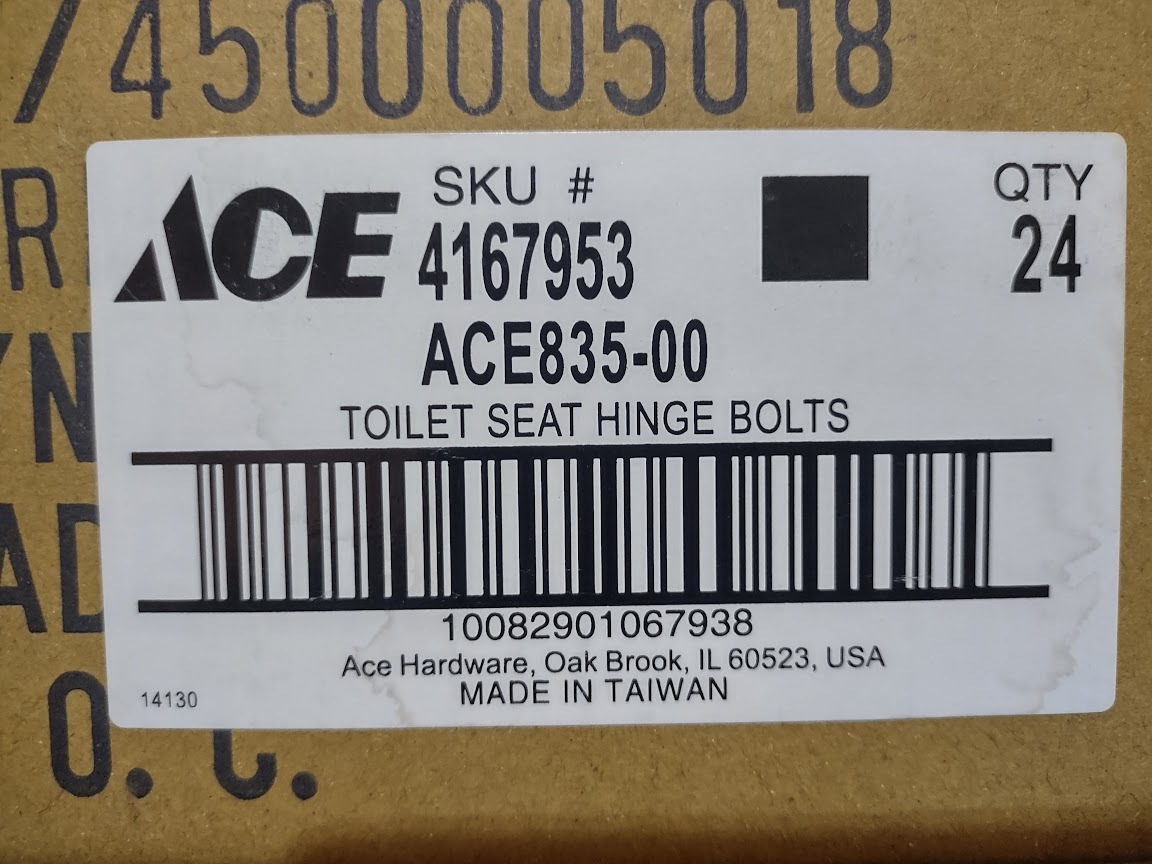 /4500005018
ACE
SKU #
4167953
QTY
24
ACE835-00
TOILET SEAT HINGE BOLTS
10082901067938
Ace Hardware, Oak Brook, IL 60523, USA
MADE IN TAIWAN
14130
O. C.